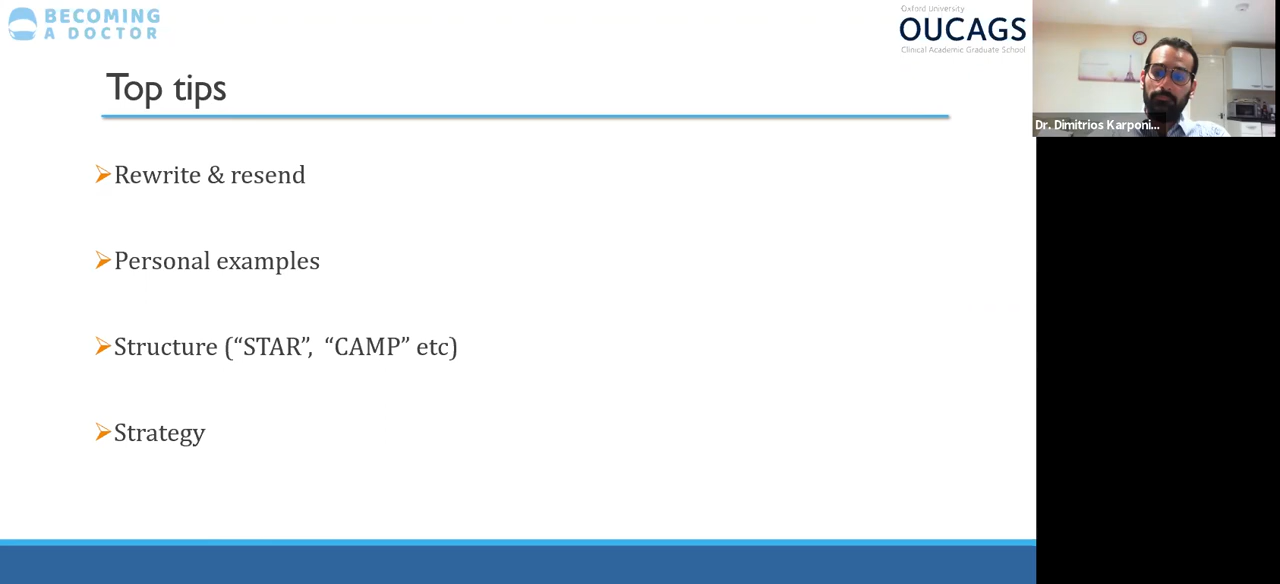 BECOMING
A DOCTOR
Oxford University
OUCAGS
Clinical Academic Graduate School
Top tips
Dr. Dimitrios Karponi...
Rewrite & resend
Personal examples
Structure (“STAR”, “CAMP” etc)
Strategy